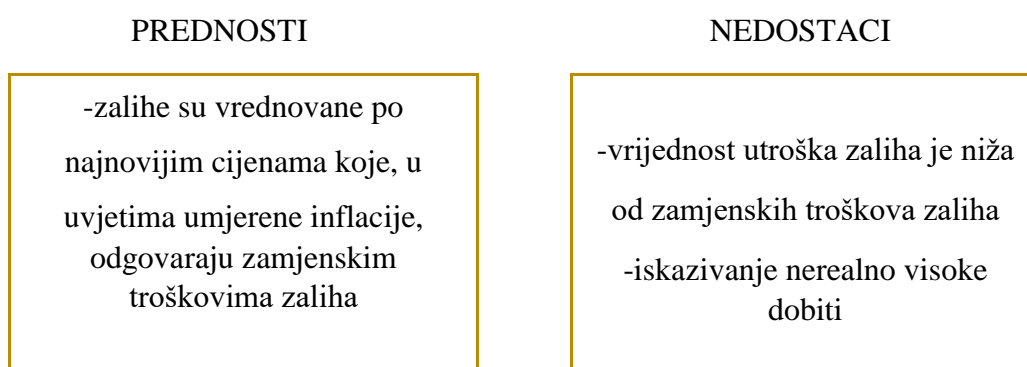 PREDNOSTI
NEDOSTACI
-zalihe su vrednovane po
najnovijim cijenama koje, u
uvjetima umjerene inflacije,
odgovaraju zamjenskim
troškovima zaliha
-vrijednost utroška zaliha je niža
od zamjenskih troškova zaliha
-iskazivanje nerealno visoke
dobiti